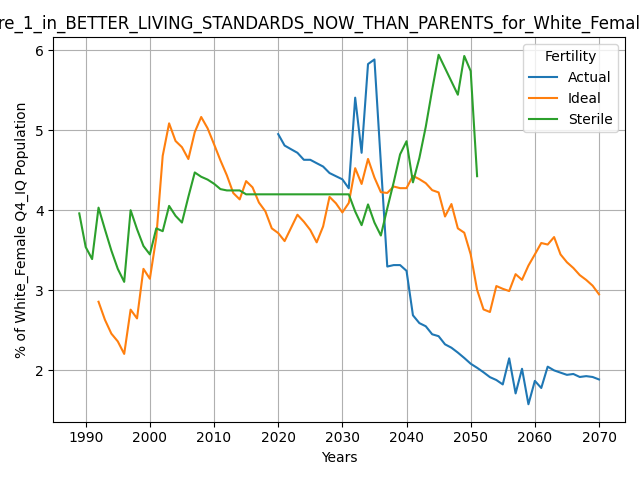 re_1_in_BETTER_LIVING_STANDARDS_NOW_THAN_PARENTS_for_White_Femal
% of White_Female Q4_IQ Population
6
5
4
3
2
Fertility
Actual
Ideal
Sterile
1990 2000 2010 2020 2030 2040 2050 2060 2070
Years